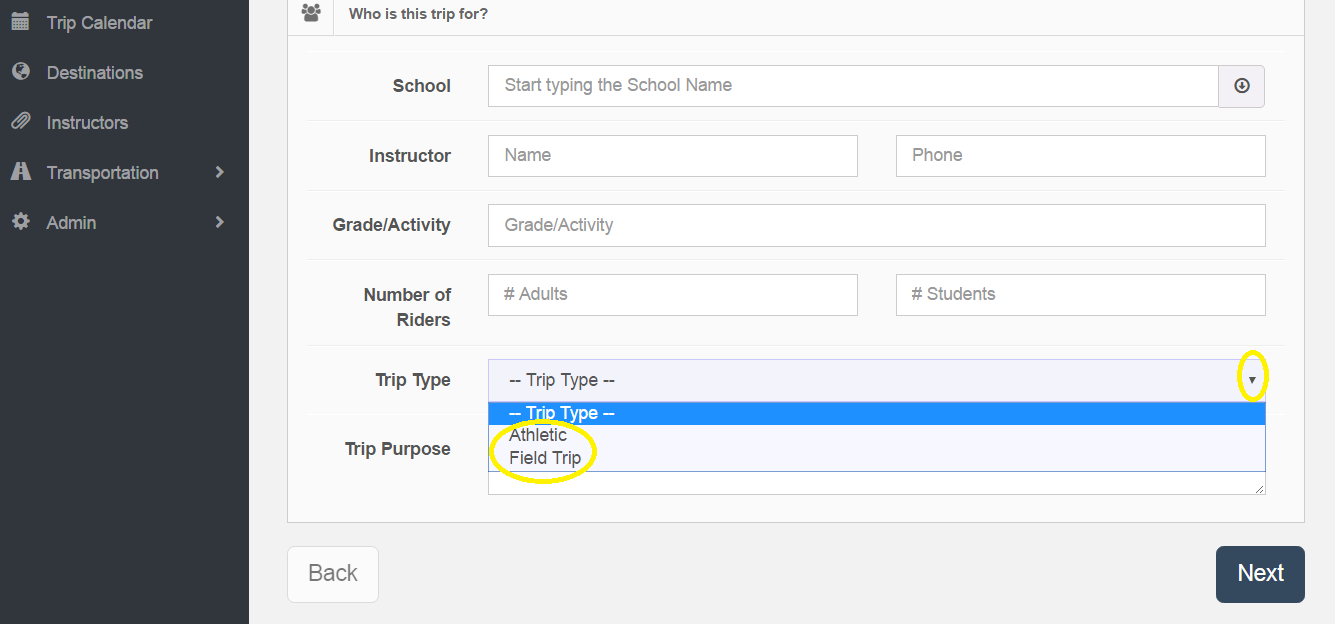 Trip Calendar
Destinations
Instructors
Transportation
Admin
Who is this trip for?
School
Start typing the School Name
Instructor
Name
Phone
Grade/Activity
Grade/Activity
Number of
Riders
# Adults
# Students
Trip Type
-- Trip Type --
-- Trip Type --
Athletic
Field Trip
Trip Purpose
Back
Next